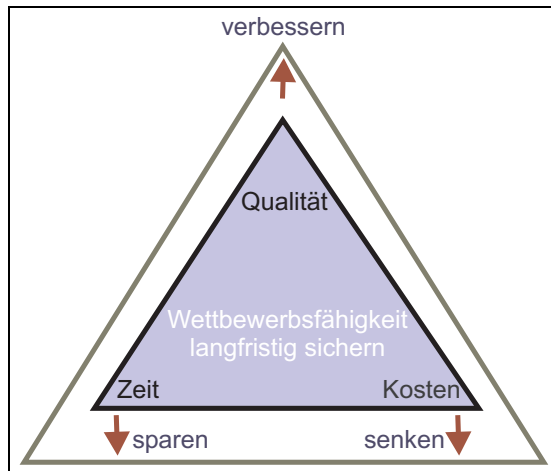 verbessern
Qualität
Wettbewerbsfähigkeit
langfristig sichern
Zeit
Kosten
sparen
senken